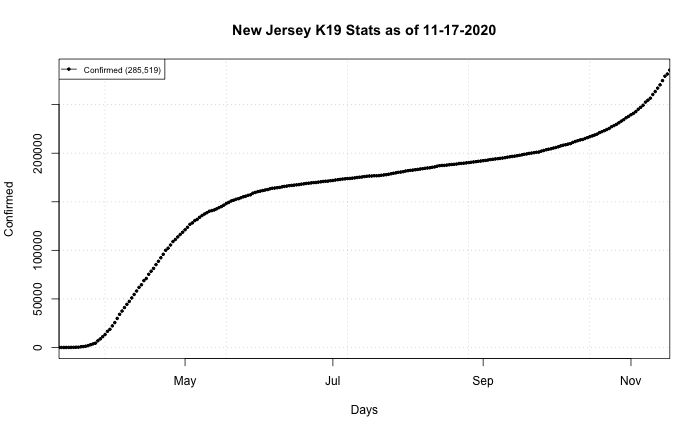 New Jersey K19 Stats as of 11-17-2020
Confirmed (285,519)
200000
100000
50000
0
Confirmed
May Jul Sep Nov
Days